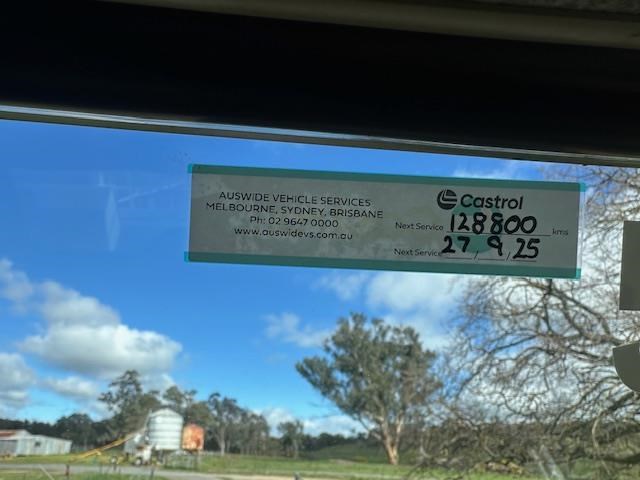 AUSWIDE VEHICLE SERVICES
MELBOURNE, SYDNEY, BRISBANE
Ph: 02 9647 0000
www.auswidevs.com.au
Castrol
Next Service 128800 kms
Next Service 27/9/25